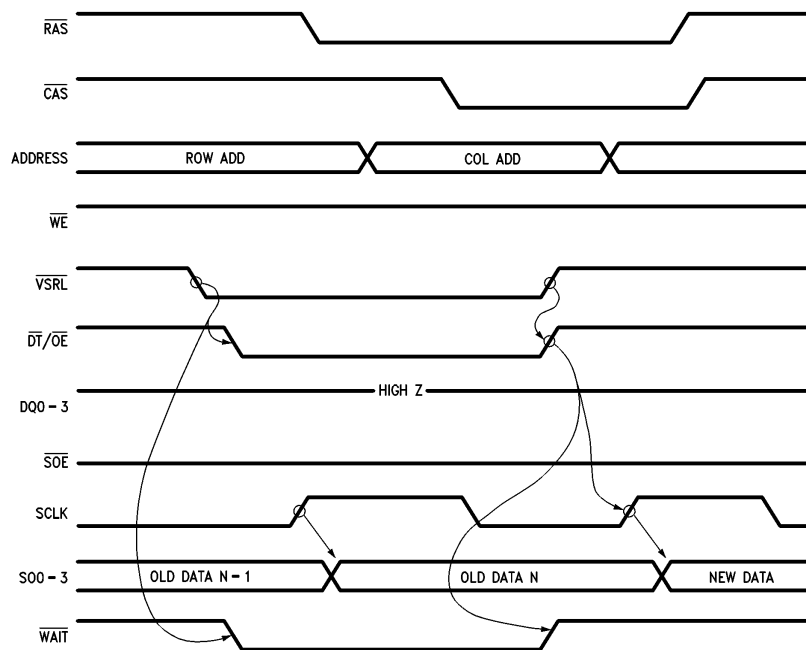 RAS
CAS
ADDRESS ROW ADD COL ADD
WE
VSRL
DT/OE
DQ0-3 HIGH Z
SOE
SCLK
SO0-3 OLD DATA N-1 OLD DATA N NEW DATA
WAIT